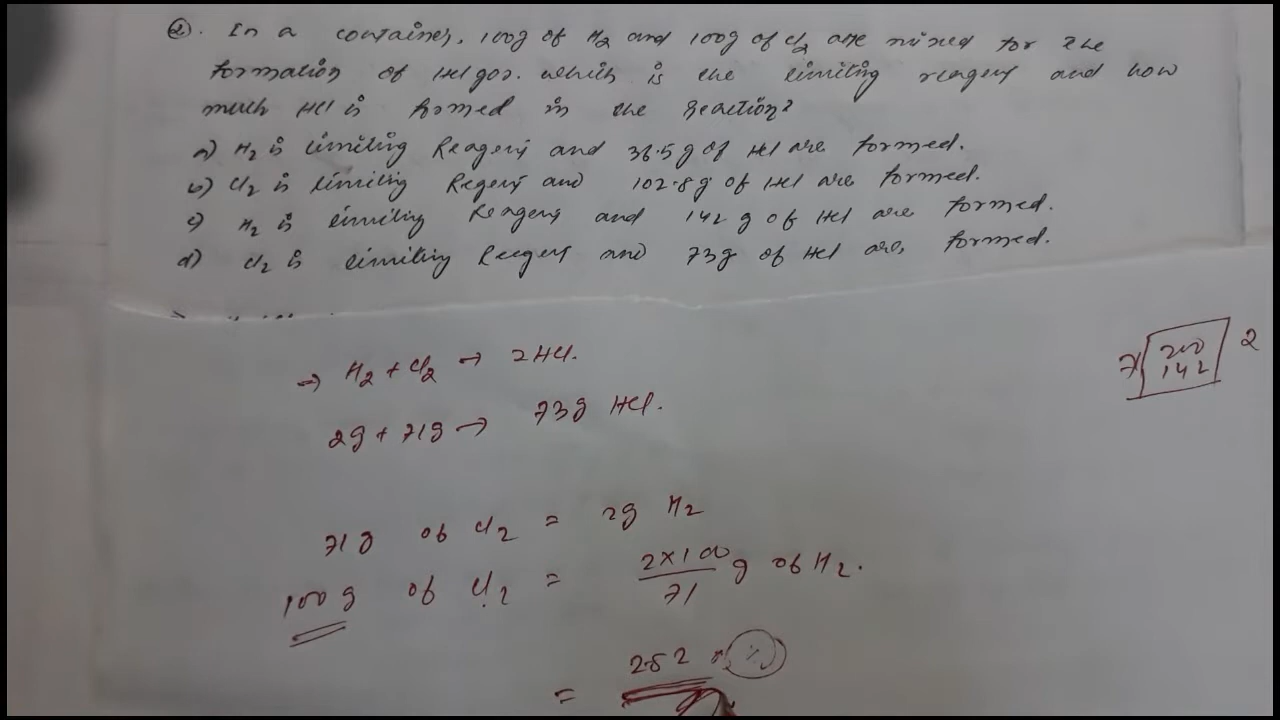 ②. In a container, 100g of H2 and 100g of Cl2 are mixed for the
formation of HCl gas. which is the limiting reagent and how
much HCl is formed in the reaction?
a) H2 is limiting Reagent and 36.5g of HCl are formed.
b) Cl2 is limiting Regent and 102.8g of HCl are formed.
c) H2 is limiting Reagent and 142 g of HCl are formed.
d) Cl2 is limiting Reagent and 73g of HCl are formed.
⇒ H2 + Cl2 → 2HCl.
2g + 71g → 73g HCl.
71 200 2
142
71g of Cl2 = 2g H2
100g of Cl2 = 2×100/71 g of H2.
=